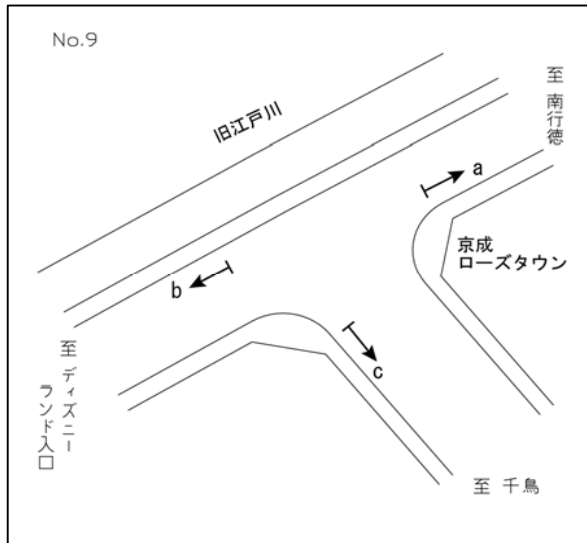 No.9
旧江戸川
至 南行徳
a
京成
ローズタウン
b
c
至 ディズニー
ランド入口
至 千鳥